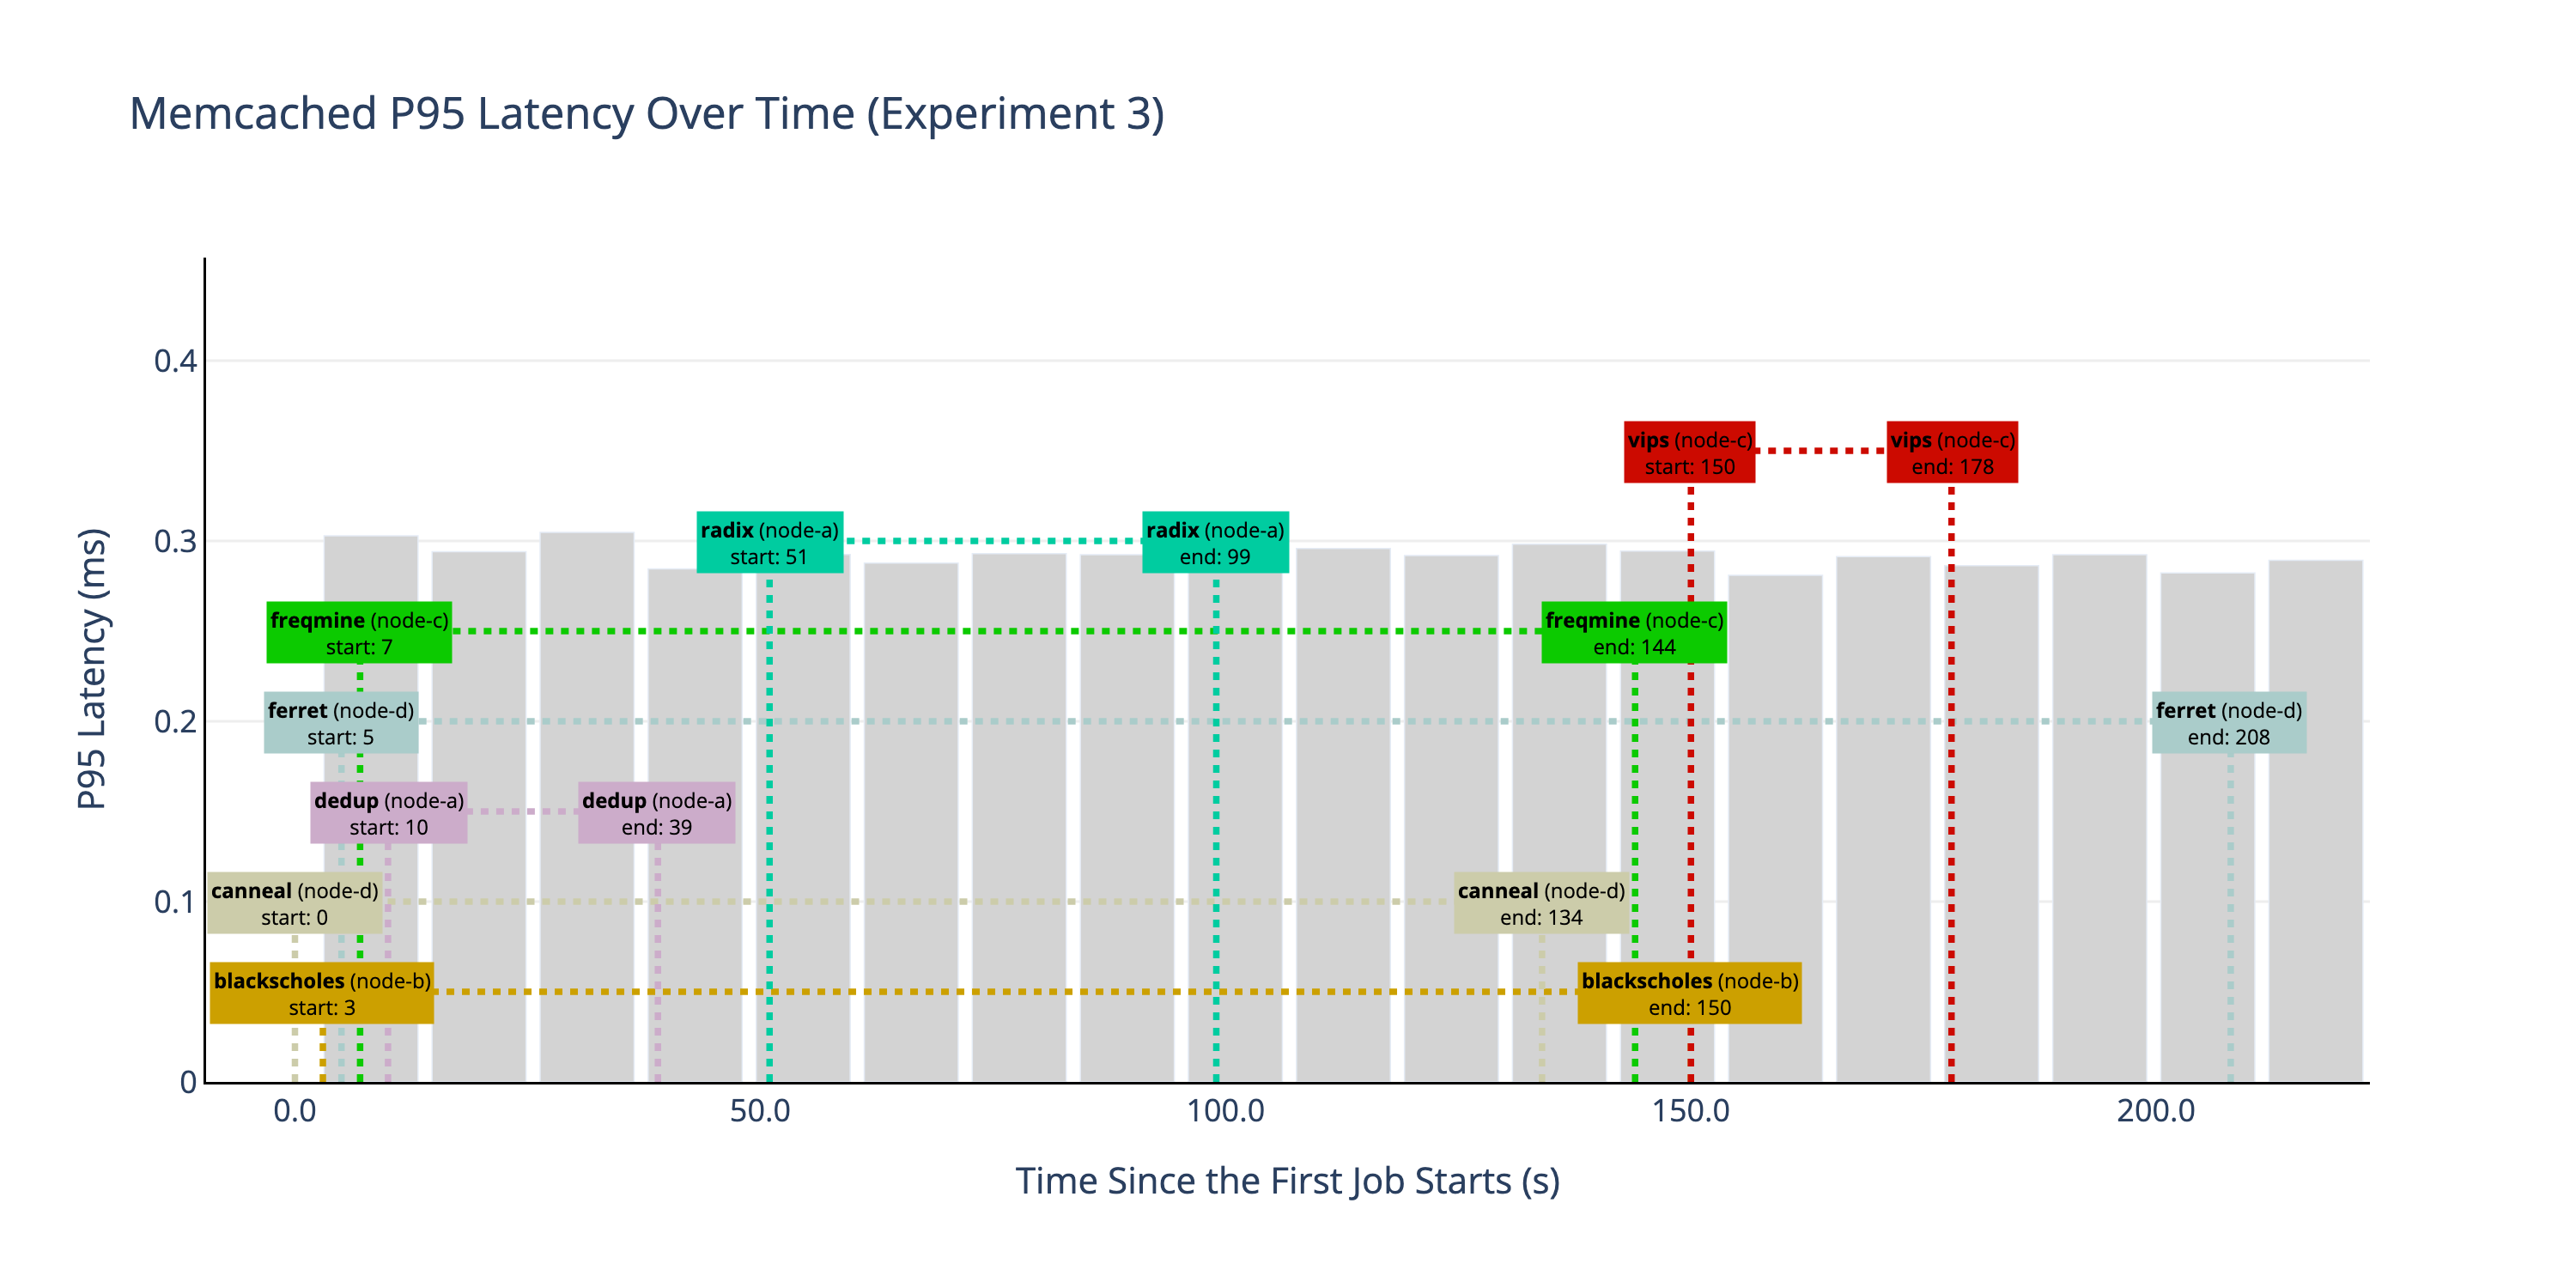 Memcached P95 Latency Over Time (Experiment 3)
P95 Latency (ms)
0.4
0.3
0.2
0.1
0
vips (node-c)
start: 150
vips (node-c)
end: 178
radix (node-a)
start: 51
radix (node-a)
end: 99
freqmine (node-c)
start: 7
freqmine (node-c)
end: 144
ferret (node-d)
start: 5
ferret (node-d)
end: 208
dedup (node-a)
start: 10
dedup (node-a)
end: 39
canneal (node-d)
start: 0
canneal (node-d)
end: 134
blackscholes (node-b)
start: 3
blackscholes (node-b)
end: 150
0.0
50.0
100.0
150.0
200.0
Time Since the First Job Starts (s)